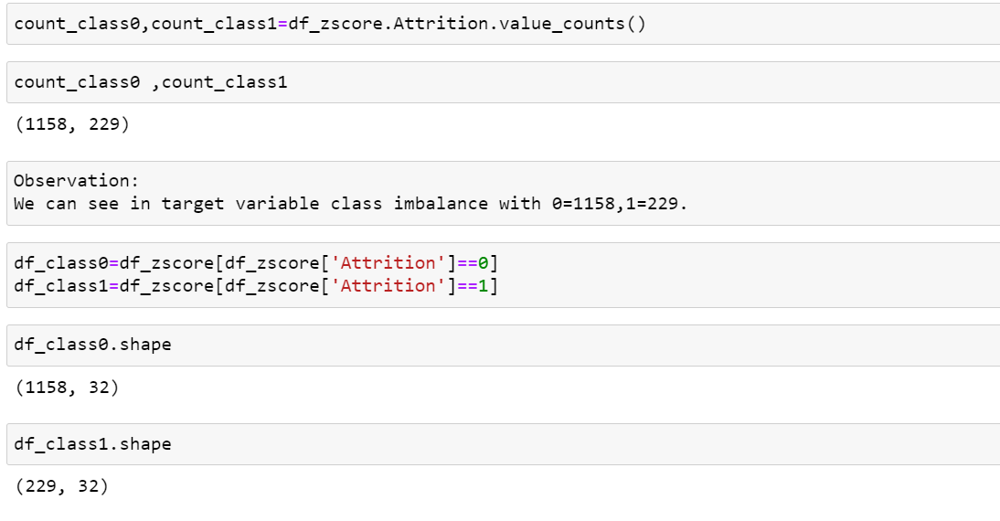 count_class0,count_class1=df_zscore.Attrition.value_counts()
count_class0 ,count_class1
(1158, 229)
Observation:
We can see in target variable class imbalance with 0=1158,1=229.
df_class0=df_zscore[df_zscore['Attrition']==0]
df_class1=df_zscore[df_zscore['Attrition']==1]
df_class0.shape
(1158, 32)
df_class1.shape
(229, 32)